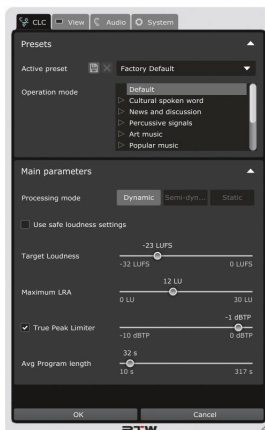 CLC View Audio System
Presets
Active preset Factory Default
Operation mode Default
Cultural spoken word
News and discussion
Percussive signals
Art music
Popular music
Main parameters
Processing mode Dynamic Semi-dyn... Static
Use safe loudness settings
-23 LUFS
Target Loudness
-32 LUFS 0 LUFS
12 LU
Maximum LRA
0 LU 30 LU
-1 dBTP
True Peak Limiter
-10 dBTP 0 dBTP
32 s
Avg Program length
10 s 317 s
OK Cancel
RTW